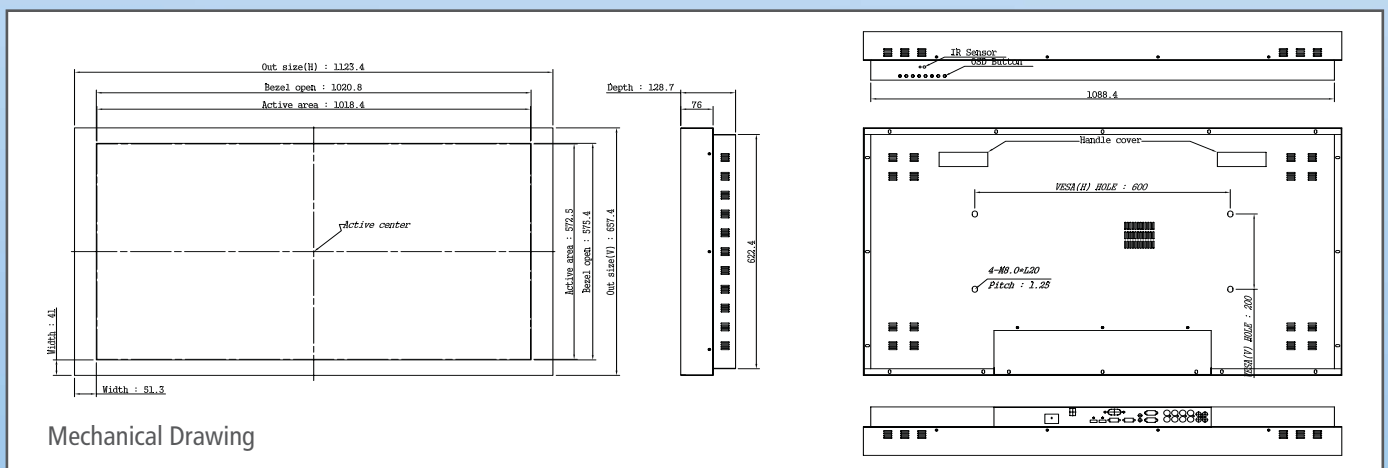 Out size(H) : 1123.4
Bezel open : 1020.8
Active area : 1018.4
Active center
Active area : 572.5
Bezel open : 575.4
Out size(V) : 657.4
Width : 41
Width : 51.3
Depth : 128.7
76
622.4
IR Sensor
OSD Button
1088.4
Handle cover
VESA(H) HOLE : 600
4-M8.0*L20
Pitch : 1.25
VESA(V) HOLE : 200
Mechanical Drawing